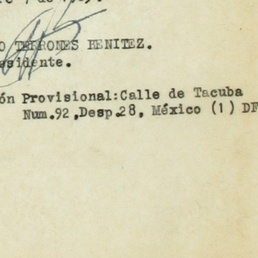 O TERRONES BENITEZ.
esidente.
ón Provisional:Calle de Tacuba
Num.92,Desp.28, México (1) DF